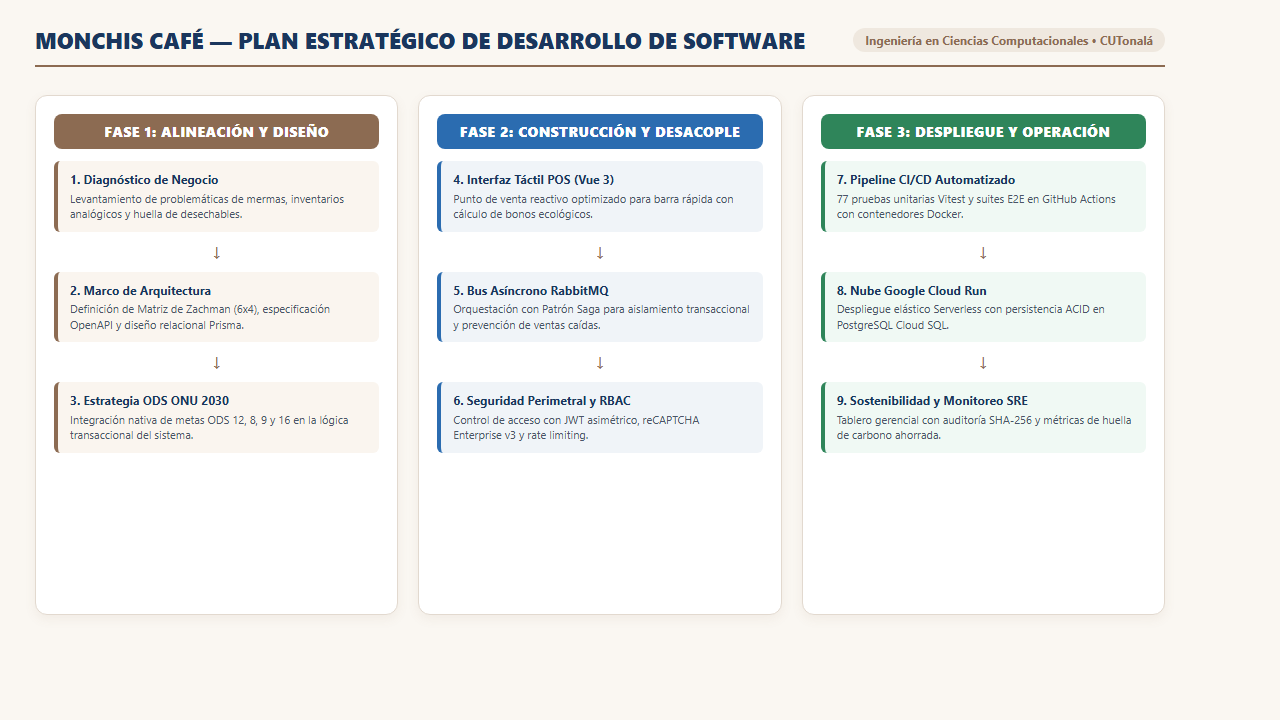 MONCHIS CAFÉ — PLAN ESTRATÉGICO DE DESARROLLO DE SOFTWARE
Ingeniería en Ciencias Computacionales • CUTonalá
FASE 1: ALINEACIÓN Y DISEÑO
1. Diagnóstico de Negocio
Levantamiento de problemáticas de mermas, inventarios
analógicos y huella de desechables.
↓
2. Marco de Arquitectura
Definición de Matriz de Zachman (6x4), especificación
OpenAPI y diseño relacional Prisma.
↓
3. Estrategia ODS ONU 2030
Integración nativa de metas ODS 12, 8, 9 y 16 en la lógica
transaccional del sistema.
FASE 2: CONSTRUCCIÓN Y DESACOPLE
4. Interfaz Táctil POS (Vue 3)
Punto de venta reactivo optimizado para barra rápida con
cálculo de bonos ecológicos.
↓
5. Bus Asíncrono RabbitMQ
Orquestación con Patrón Saga para aislamiento transaccional
y prevención de ventas caídas.
↓
6. Seguridad Perimetral y RBAC
Control de acceso con JWT asimétrico, reCAPTCHA
Enterprise v3 y rate limiting.
FASE 3: DESPLIEGUE Y OPERACIÓN
7. Pipeline CI/CD Automatizado
77 pruebas unitarias Vitest y suites E2E en GitHub Actions
con contenedores Docker.
↓
8. Nube Google Cloud Run
Despliegue elástico Serverless con persistencia ACID en
PostgreSQL Cloud SQL.
↓
9. Sostenibilidad y Monitoreo SRE
Tablero gerencial con auditoría SHA-256 y métricas de huella
de carbono ahorrada.